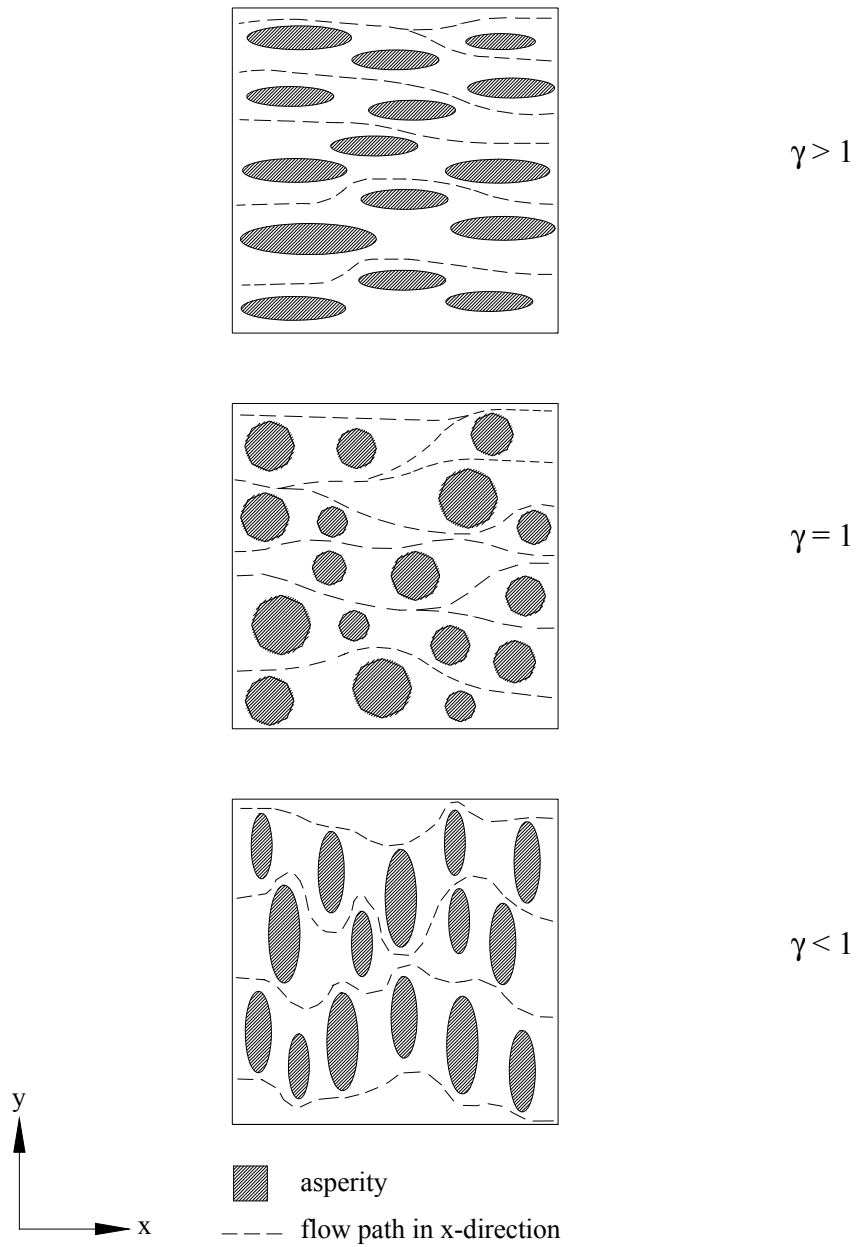 γ > 1
γ = 1
γ < 1
y
x
asperity
flow path in x-direction